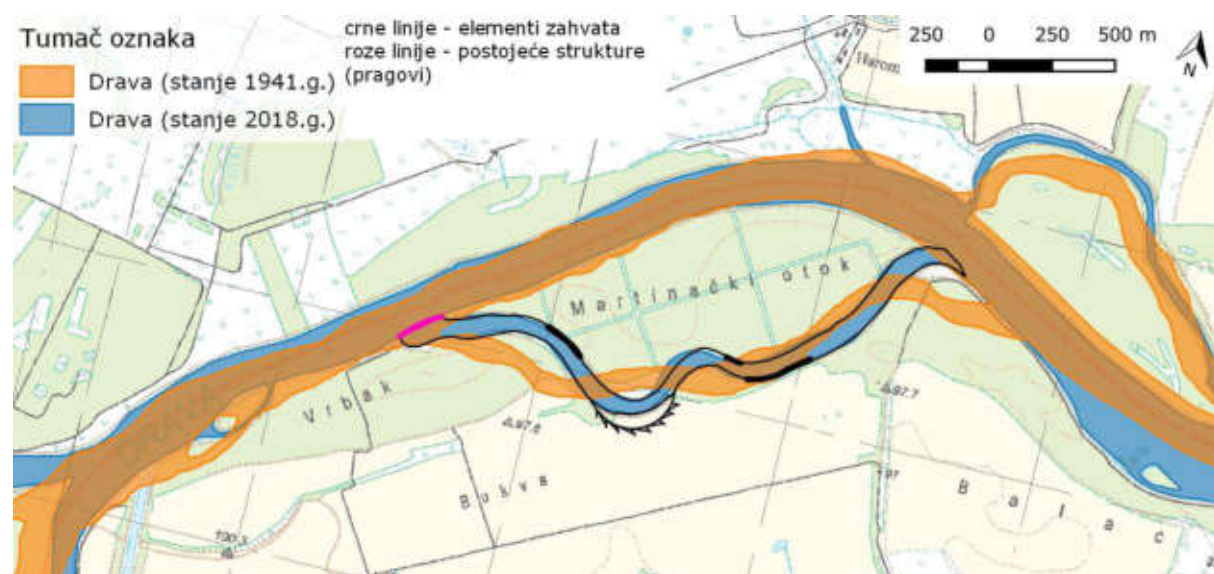 Tumač oznaka
Drava (stanje 1941.g.)
Drava (stanje 2018.g.)
crne linije - elementi zahvata
roze linije - postojeće strukture
(pragovi)
250 0 250 500 m
N
Harom
Martinački otok
DRAVA
Vrbak
97.6
97.7
97
Bukva
Balac
100.3